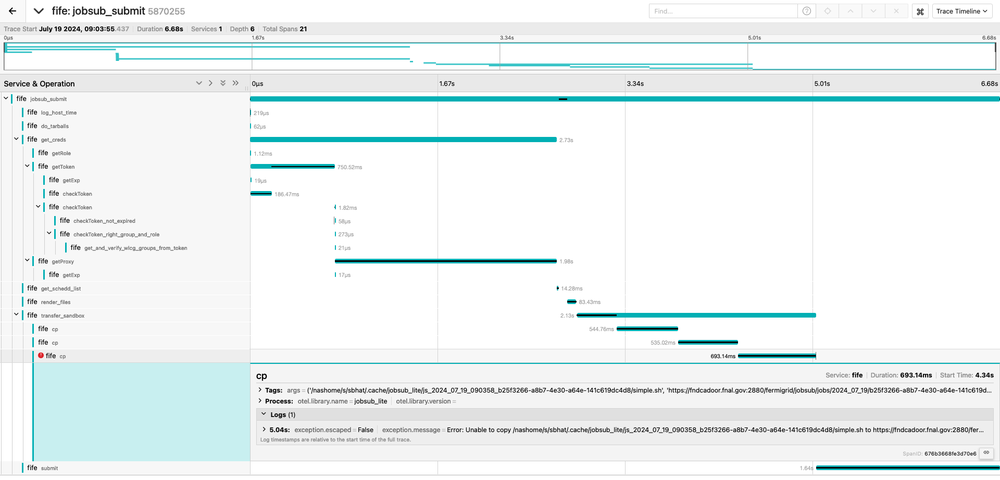 fife: jobsub_submit 5870255
Find...
Trace Timeline
Trace Start July 19 2024, 09:03:55.437 Duration 6.68s Services 1 Depth 6 Total Spans 21
0μs 1.67s 3.34s 5.01s 6.68s
Service & Operation 0μs 1.67s 3.34s 5.01s 6.68s
fife jobsub_submit
fife log_host_time 219μs
fife do_tarballs 62μs
fife get_creds 2.73s
fife getRole 1.12ms
fife getToken 750.52ms
fife getExp 19μs
fife checkToken 186.47ms
fife checkToken 1.82ms
fife checkToken_not_expired 58μs
fife checkToken_right_group_and_role 273μs
fife get_and_verify_wlcg_groups_from_token 21μs
fife getProxy 1.98s
fife getExp 17μs
fife get_schedd_list 14.28ms
fife render_files 83.43ms
fife transfer_sandbox 2.13s
fife cp 544.76ms
fife cp 535.02ms
fife cp 693.14ms
cp Service: fife Duration: 693.14ms Start Time: 4.34s
Tags: args = ('/nashome/s/sbhat/.cache/jobsub_lite/js_2024_07_19_090358_b25f3266-a8b7-4e30-a64e-141c619dc4d8/simple.sh', 'https://fndcadoor.fnal.gov:2880/fermigrid/jobsub/jobs/2024_07_19/b25f3266-a8b7-4e30-a64e-141c619d...
Process: otel.library.name = jobsub_lite otel.library.version =
Logs (1)
5.04s: exception.escaped = False exception.message = Error: Unable to copy /nashome/s/sbhat/.cache/jobsub_lite/js_2024_07_19_090358_b25f3266-a8b7-4e30-a64e-141c619dc4d8/simple.sh to https://fndcadoor.fnal.gov:2880/fer...
Log timestamps are relative to the start time of the full trace.
SpanID: 676b3668fe3d70e6
fife submit 1.64s